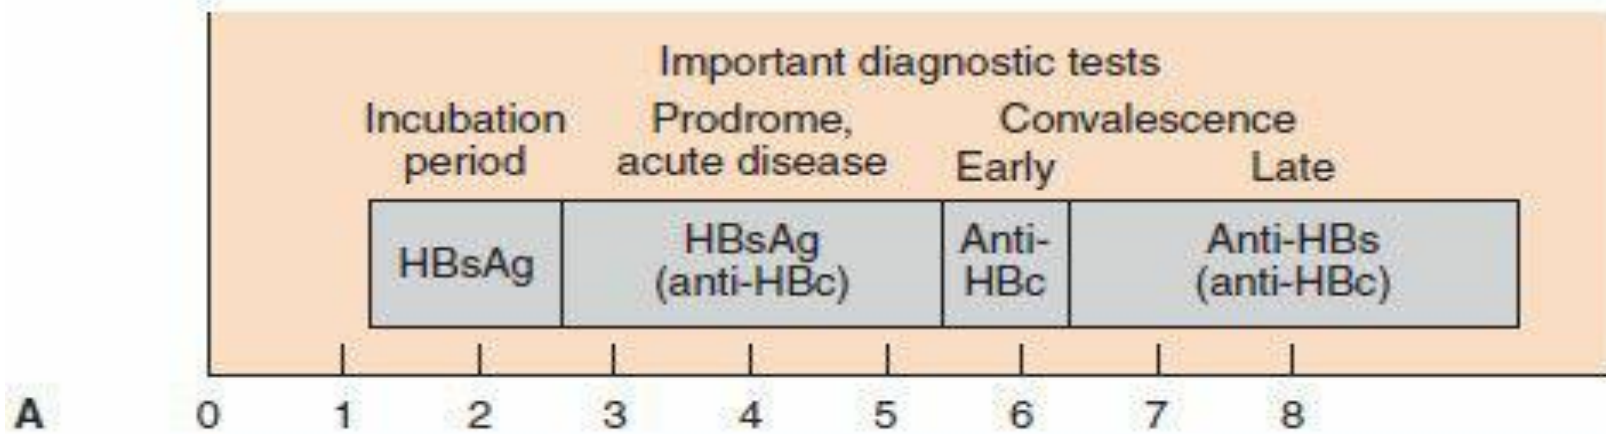 Important diagnostic tests
Incubation
period
Prodrome,
acute disease
Convalescence
Early
Late
HBsAg
HBsAg
(anti-HBc)
Anti-
HBc
Anti-HBs
(anti-HBc)
A
0 1 2 3 4 5 6 7 8